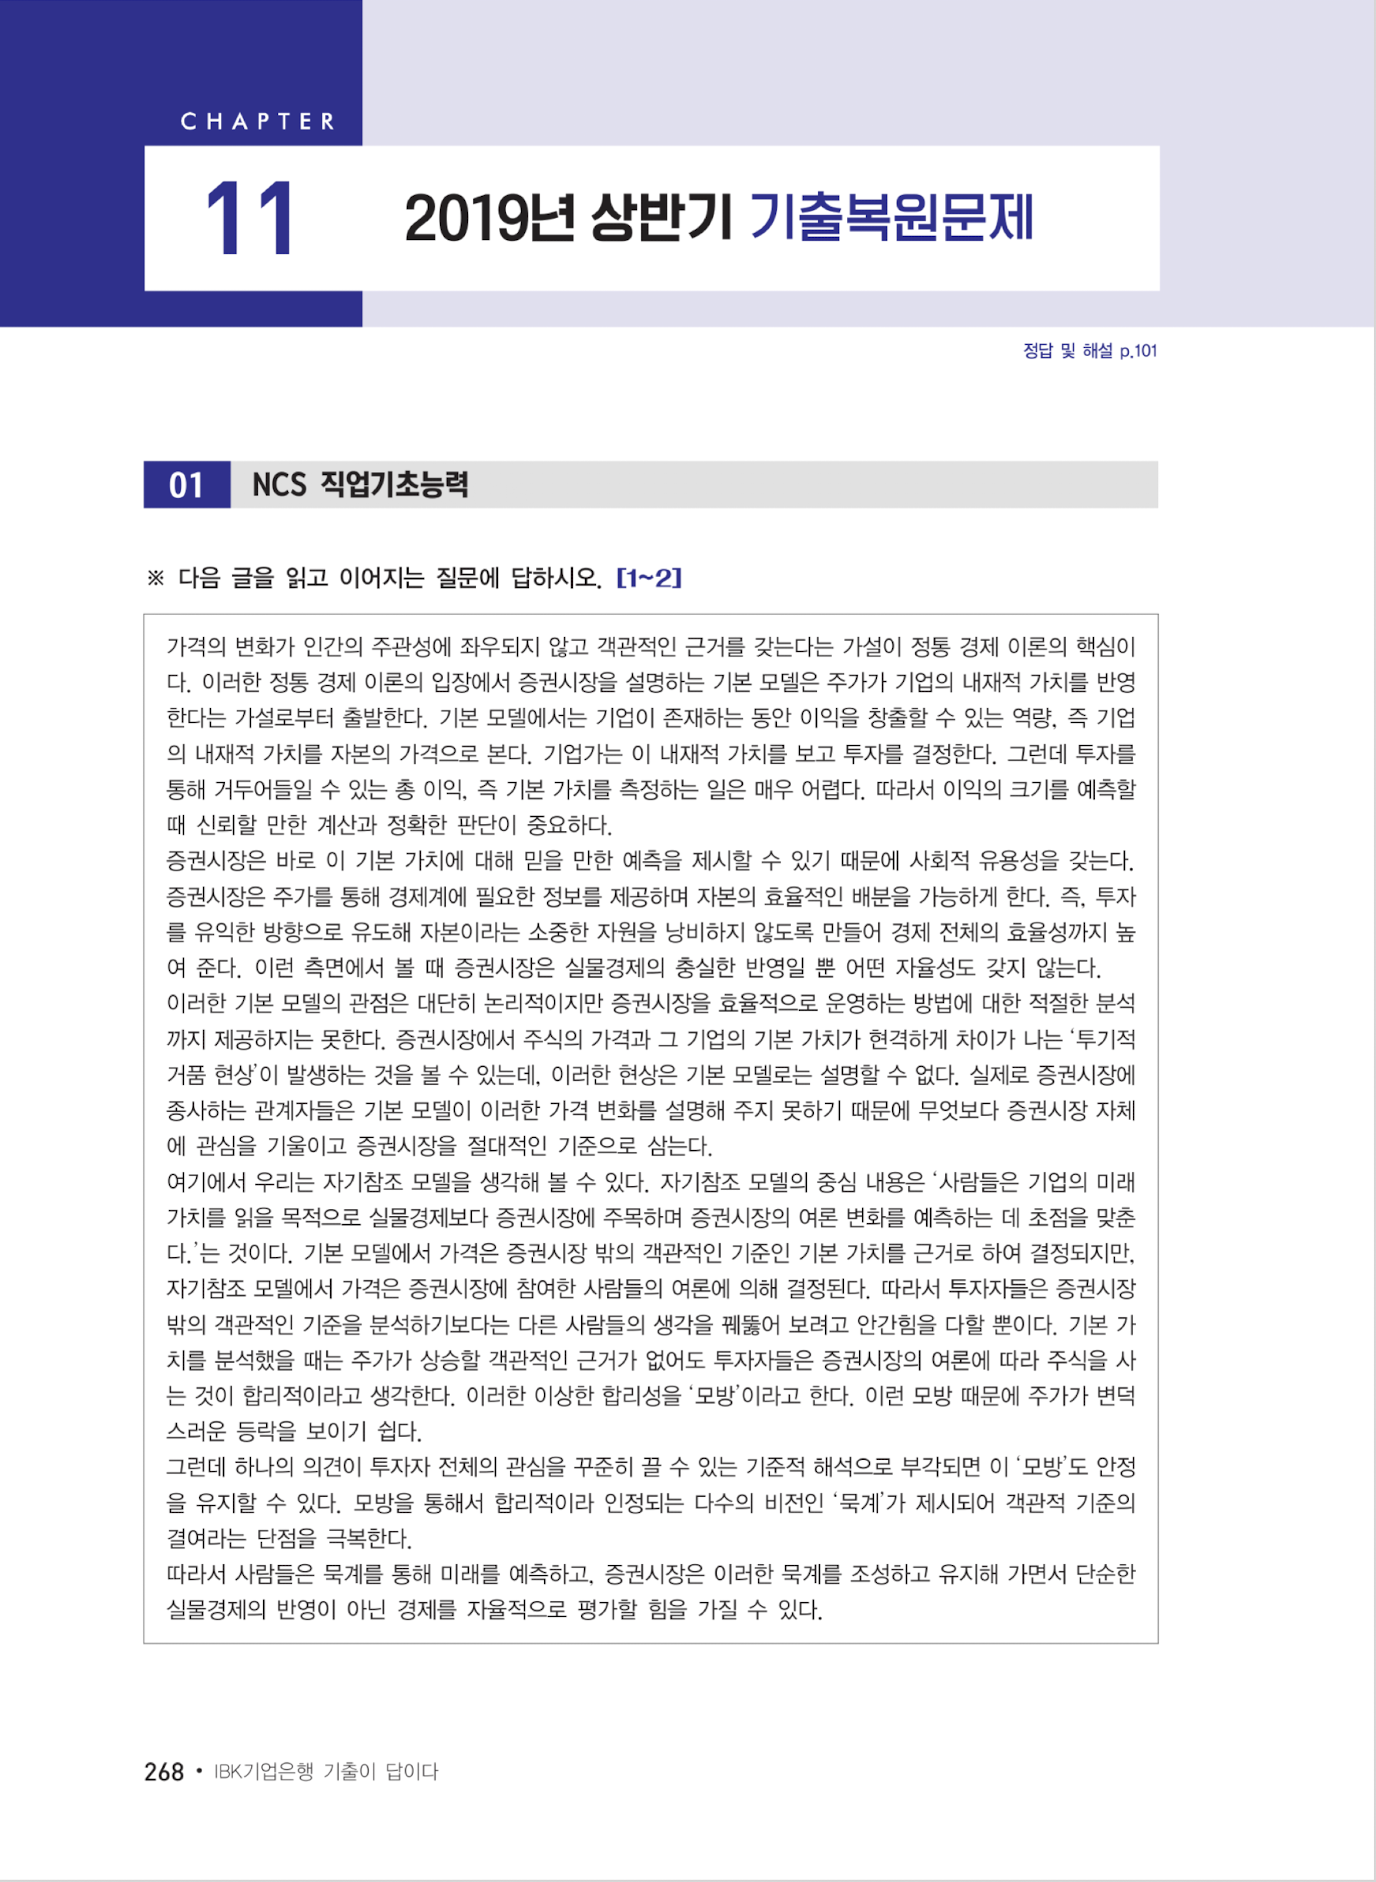 CHAPTER
11
2019년 상반기 기출복원문제
정답 및 해설 p.101
01 NCS 직업기초능력
※ 다음 글을 읽고 이어지는 질문에 답하시오. [1~2]
가격의 변화가 인간의 주관성에 좌우되지 않고 객관적인 근거를 갖는다는 가설이 정통 경제 이론의 핵심이
다. 이러한 정통 경제 이론의 입장에서 증권시장을 설명하는 기본 모델은 주가가 기업의 내재적 가치를 반영
한다는 가설로부터 출발한다. 기본 모델에서는 기업이 존재하는 동안 이익을 창출할 수 있는 역량, 즉 기업
의 내재적 가치를 자본의 가격으로 본다. 기업가는 이 내재적 가치를 보고 투자를 결정한다. 그런데 투자를
통해 거두어들일 수 있는 총 이익, 즉 기본 가치를 측정하는 일은 매우 어렵다. 따라서 이익의 크기를 예측할
때 신뢰할 만한 계산과 정확한 판단이 중요하다.
증권시장은 바로 이 기본 가치에 대해 믿을 만한 예측을 제시할 수 있기 때문에 사회적 유용성을 갖는다.
증권시장은 주가를 통해 경제계에 필요한 정보를 제공하며 자본의 효율적인 배분을 가능하게 한다. 즉, 투자
를 유익한 방향으로 유도해 자본이라는 소중한 자원을 낭비하지 않도록 만들어 경제 전체의 효율성까지 높
여 준다. 이런 측면에서 볼 때 증권시장은 실물경제의 충실한 반영일 뿐 어떤 자율성도 갖지 않는다.
이러한 기본 모델의 관점은 대단히 논리적이지만 증권시장을 효율적으로 운영하는 방법에 대한 적절한 분석
까지 제공하지는 못한다. 증권시장에서 주식의 가격과 그 기업의 기본 가치가 현격하게 차이가 나는 ‘투기적
거품 현상’이 발생하는 것을 볼 수 있는데, 이러한 현상은 기본 모델로는 설명할 수 없다. 실제로 증권시장에
종사하는 관계자들은 기본 모델이 이러한 가격 변화를 설명해 주지 못하기 때문에 무엇보다 증권시장 자체
에 관심을 기울이고 증권시장을 절대적인 기준으로 삼는다.
여기에서 우리는 자기참조 모델을 생각해 볼 수 있다. 자기참조 모델의 중심 내용은 ‘사람들은 기업의 미래
가치를 읽을 목적으로 실물경제보다 증권시장에 주목하며 증권시장의 여론 변화를 예측하는 데 초점을 맞춘
다.’는 것이다. 기본 모델에서 가격은 증권시장 밖의 객관적인 기준인 기본 가치를 근거로 하여 결정되지만,
자기참조 모델에서 가격은 증권시장에 참여한 사람들의 여론에 의해 결정된다. 따라서 투자자들은 증권시장
밖의 객관적인 기준을 분석하기보다는 다른 사람들의 생각을 꿰뚫어 보려고 안간힘을 다할 뿐이다. 기본 가
치를 분석했을 때는 주가가 상승할 객관적인 근거가 없어도 투자자들은 증권시장의 여론에 따라 주식을 사
는 것이 합리적이라고 생각한다. 이러한 이상한 합리성을 ‘모방’이라고 한다. 이런 모방 때문에 주가가 변덕
스러운 등락을 보이기 쉽다.
그런데 하나의 의견이 투자자 전체의 관심을 꾸준히 끌 수 있는 기준적 해석으로 부각되면 이 ‘모방’도 안정
을 유지할 수 있다. 모방을 통해서 합리적이라 인정되는 다수의 비전인 ‘묵계’가 제시되어 객관적 기준의
결여라는 단점을 극복한다.
따라서 사람들은 묵계를 통해 미래를 예측하고, 증권시장은 이러한 묵계를 조성하고 유지해 가면서 단순한
실물경제의 반영이 아닌 경제를 자율적으로 평가할 힘을 가질 수 있다.
268 • IBK기업은행 기출이 답이다